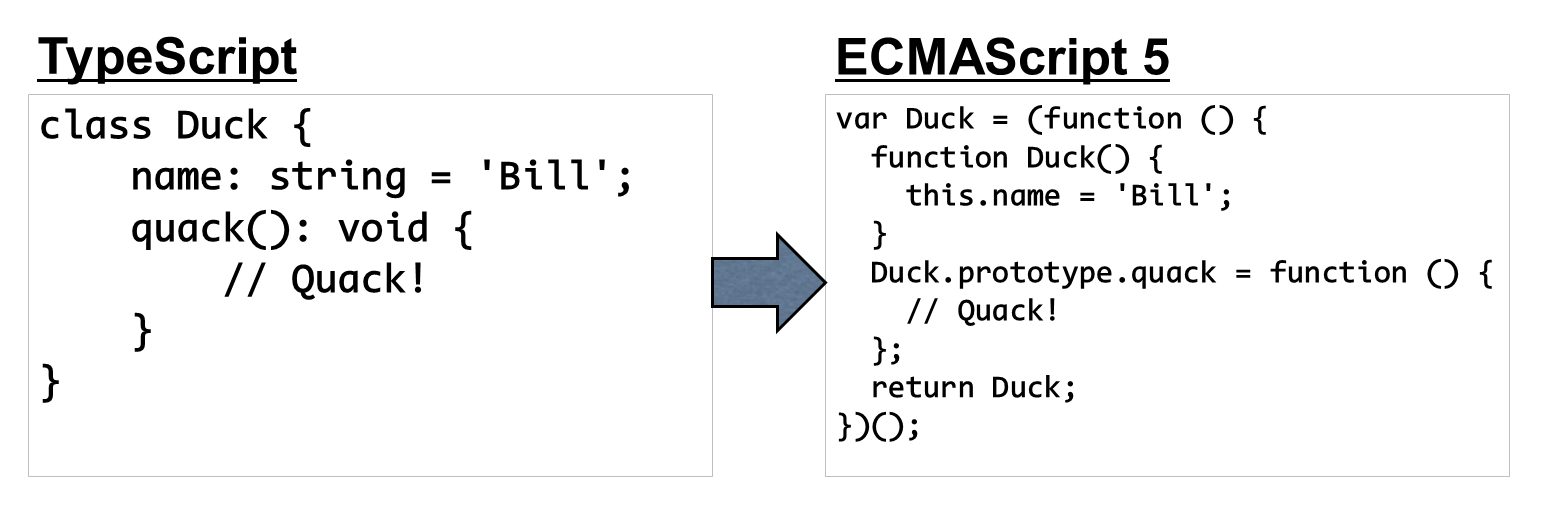 TypeScript
class Duck {
    name: string = 'Bill';
    quack(): void {
        // Quack!
    }
}
ECMAScript 5
var Duck = (function () {
  function Duck() {
    this.name = 'Bill';
  }
  Duck.prototype.quack = function () {
    // Quack!
  };
  return Duck;
})();